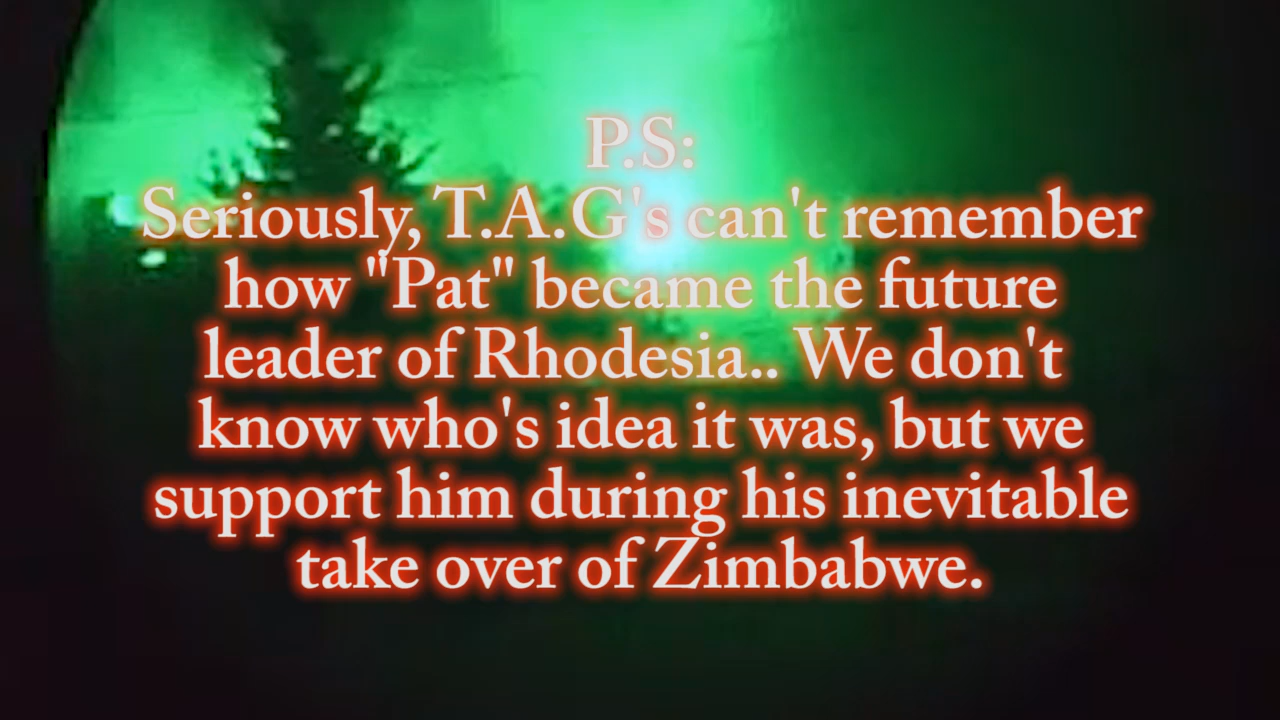 P.S:
Seriously, T.A.G's can't remember
how "Pat" became the future
leader of Rhodesia.. We don't
know who's idea it was, but we
support him during his inevitable
take over of Zimbabwe.